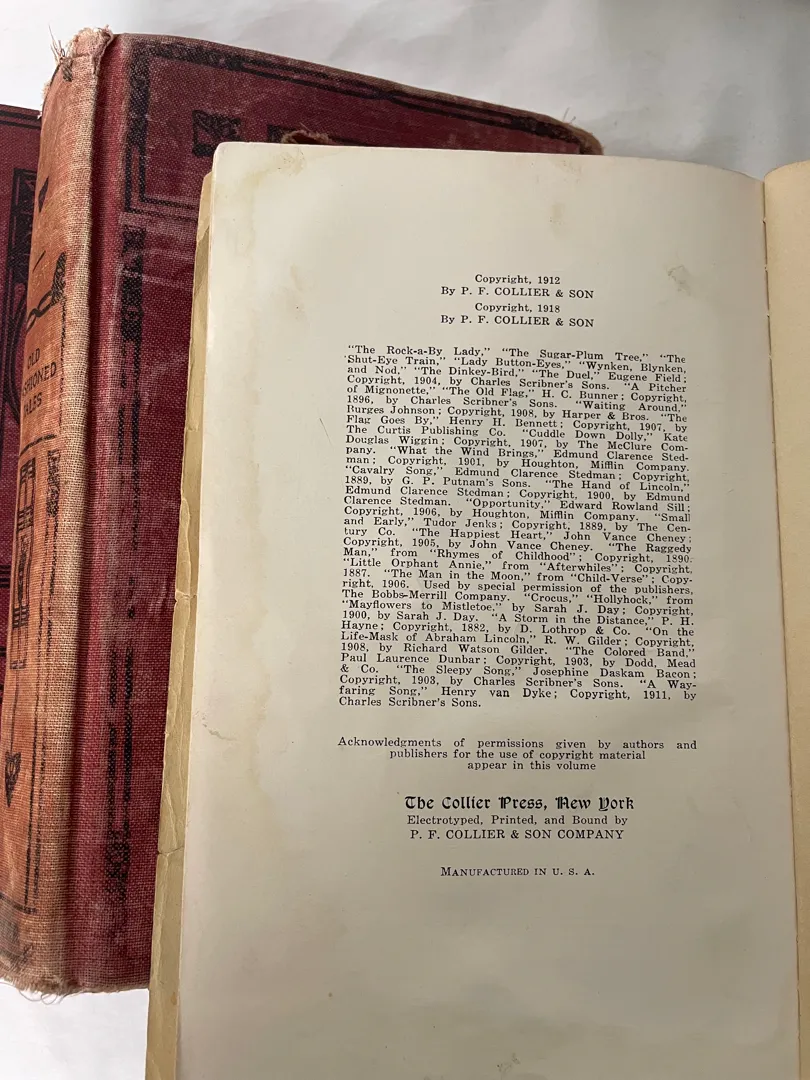 OLD
SHIONED
TALES
Copyright, 1912
By P. F. COLLIER & SON
Copyright, 1918
By P. F. COLLIER & SON
"The Rock-a-By Lady," "The Sugar-Plum Tree," "The
Shut-Eye Train," "Lady Button-Eyes," "Wynken, Blynken,
and Nod," "The Dinkey-Bird," "The Duel," Eugene Field;
Copyright, 1904, by Charles Scribner's Sons. "A Pitcher
of Mignonette," "The Old Flag," H. C. Bunner; Copyright,
1896, by Charles Scribner's Sons. "Waiting Around,"
Burges Johnson; Copyright, 1908, by Harper & Bros. "The
Flag Goes By," Henry H. Bennett; Copyright, 1907, by
The Curtis Publishing Co. "Cuddle Down Dolly," Kate
Douglas Wiggin; Copyright, 1907, by The McClure Com-
pany. "What the Wind Brings," Edmund Clarence Sted-
man; Copyright, 1901, by Houghton, Mifflin Company.
"Cavalry Song," Edmund Clarence Stedman; Copyright,
1889, by G. P. Putnam's Sons. "The Hand of Lincoln,"
Edmund Clarence Stedman; Copyright, 1900, by Edmund
Clarence Stedman. "Opportunity," Edward Rowland Sill;
Copyright, 1906, by Houghton, Mifflin Company. "Small
and Early," Tudor Jenks; Copyright, 1889, by The Cen-
tury Co. "The Happiest Heart," John Vance Cheney;
Copyright, 1905, by John Vance Cheney. "The Raggedy
Man," from "Rhymes of Childhood"; Copyright, 1890.
"Little Orphant Annie," from "Afterwhiles"; Copyright,
1887. "The Man in the Moon," from "Child-Verse"; Copy-
right, 1906. Used by special permission of the publishers,
The Bobbs-Merrill Company. "Crocus," "Hollyhock," from
"Mayflowers to Mistletoe," by Sarah J. Day; Copyright,
1900, by Sarah J. Day. "A Storm in the Distance," P. H.
Hayne; Copyright, 1882, by D. Lothrop & Co. "On the
Life-Mask of Abraham Lincoln," R. W. Gilder; Copyright,
1908, by Richard Watson Gilder. "The Colored Band,"
Paul Laurence Dunbar; Copyright, 1903, by Dodd, Mead
& Co. "The Sleepy Song," Josephine Daskam Bacon;
Copyright, 1903, by Charles Scribner's Sons. "A Way-
faring Song," Henry van Dyke; Copyright, 1911, by
Charles Scribner's Sons.
Acknowledgments of permissions given by authors and
publishers for the use of copyright material
appear in this volume
The Collier Press, New York
Electrotyped, Printed, and Bound by
P. F. COLLIER & SON COMPANY
MANUFACTURED IN U. S. A.